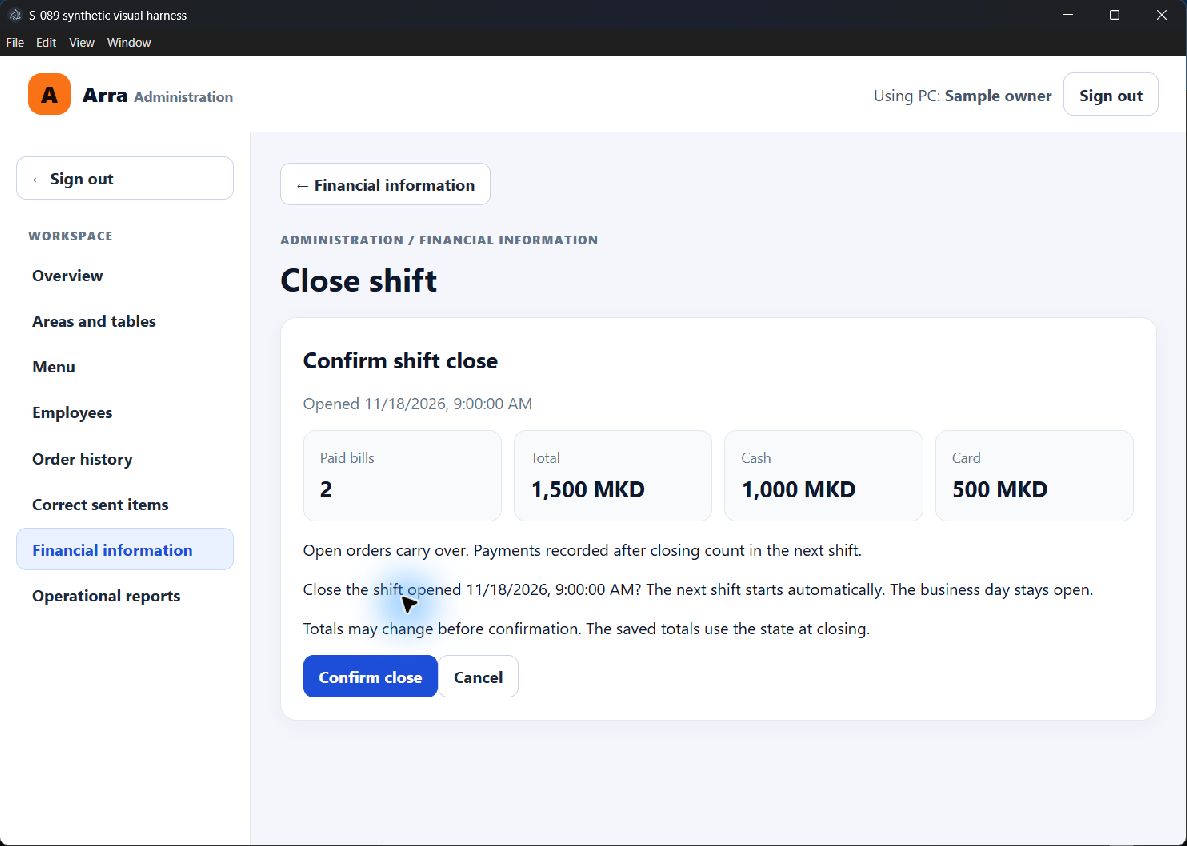 S-089 synthetic visual harness
File Edit View Window
A Arra Administration
Using PC: Sample owner
Sign out
← Sign out
WORKSPACE
Overview
Areas and tables
Menu
Employees
Order history
Correct sent items
Financial information
Operational reports
← Financial information
ADMINISTRATION / FINANCIAL INFORMATION
Close shift
Confirm shift close
Opened 11/18/2026, 9:00:00 AM
Paid bills
2
Total
1,500 MKD
Cash
1,000 MKD
Card
500 MKD
Open orders carry over. Payments recorded after closing count in the next shift.
Close the shift opened 11/18/2026, 9:00:00 AM? The next shift starts automatically. The business day stays open.
Totals may change before confirmation. The saved totals use the state at closing.
Confirm close
Cancel